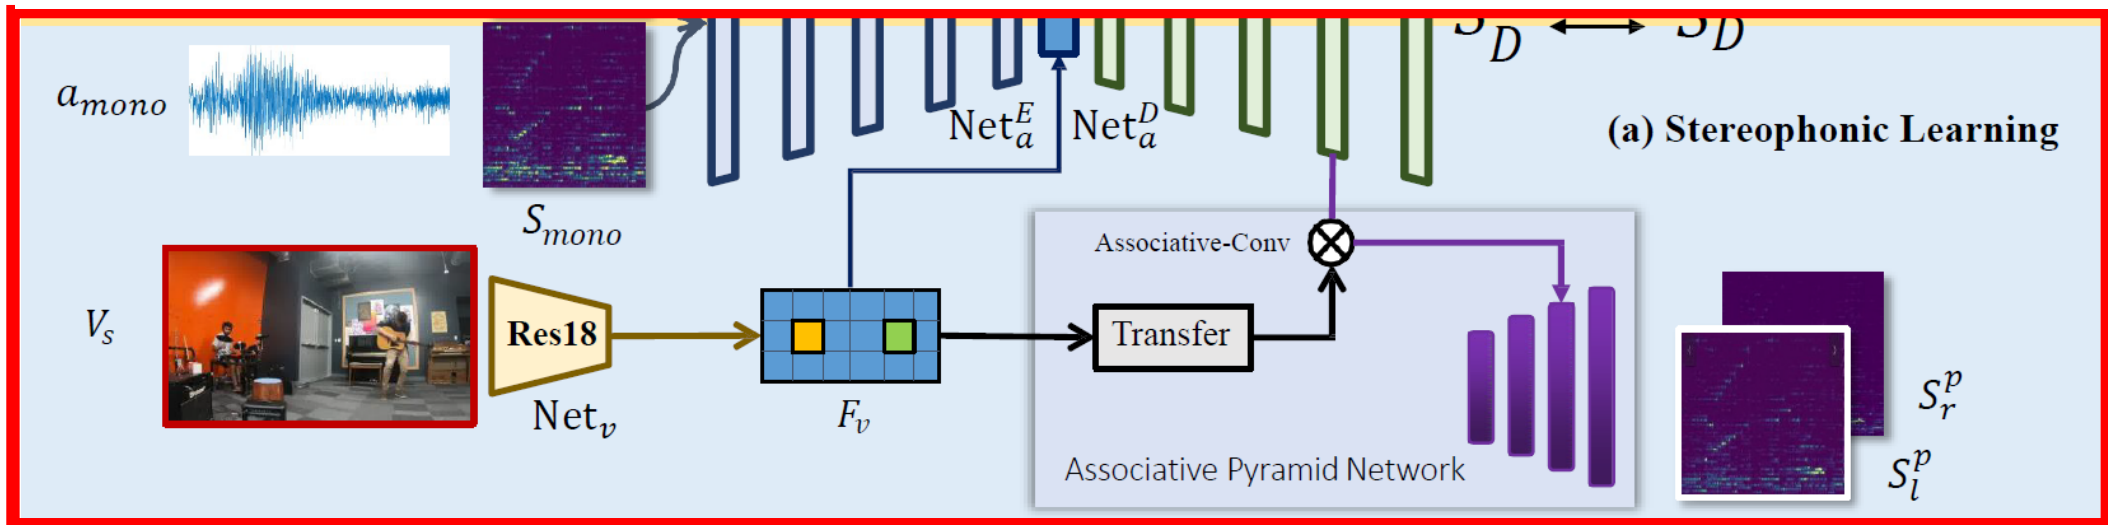 S_D ↔ S_D
a_mono
Net_a^E Net_a^D
(a) Stereophonic Learning
S_mono
Associative-Conv
V_s
Res18
Transfer
Net_v
F_v
S_r^p
Associative Pyramid Network
S_l^p